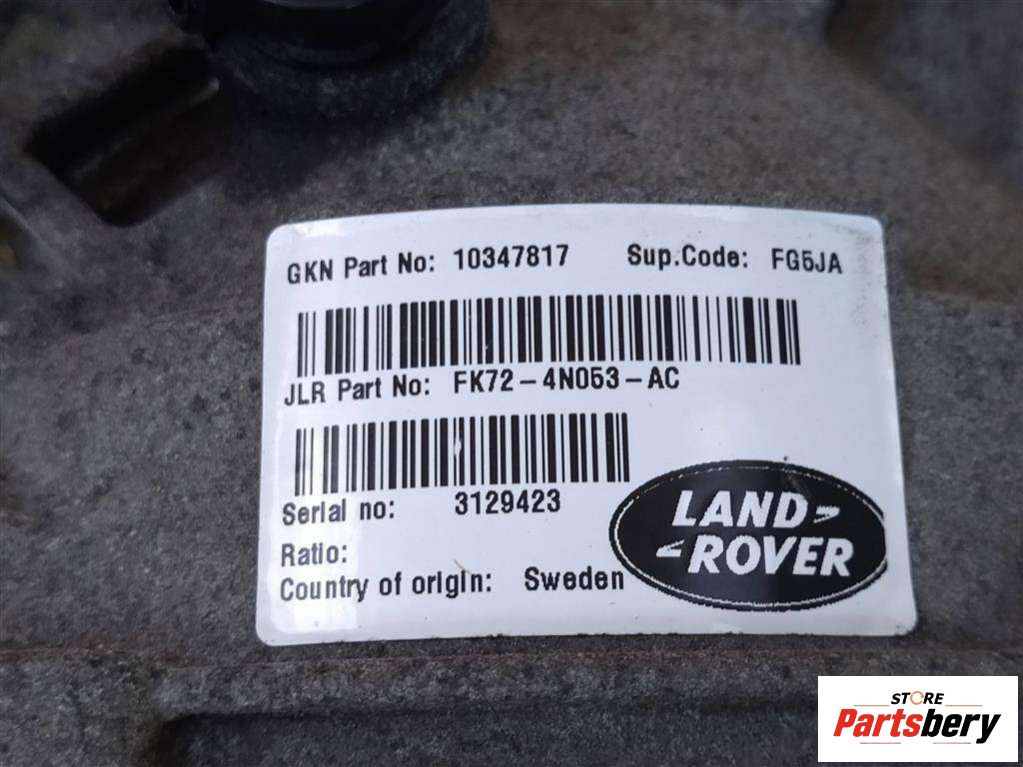 GKN Part No: 10347817 Sup.Code: FG5JA
JLR Part No: FK72-4N053-AC
Serial no: 3129423
Ratio:
Country of origin: Sweden
LAND ROVER
STORE
Partsbery